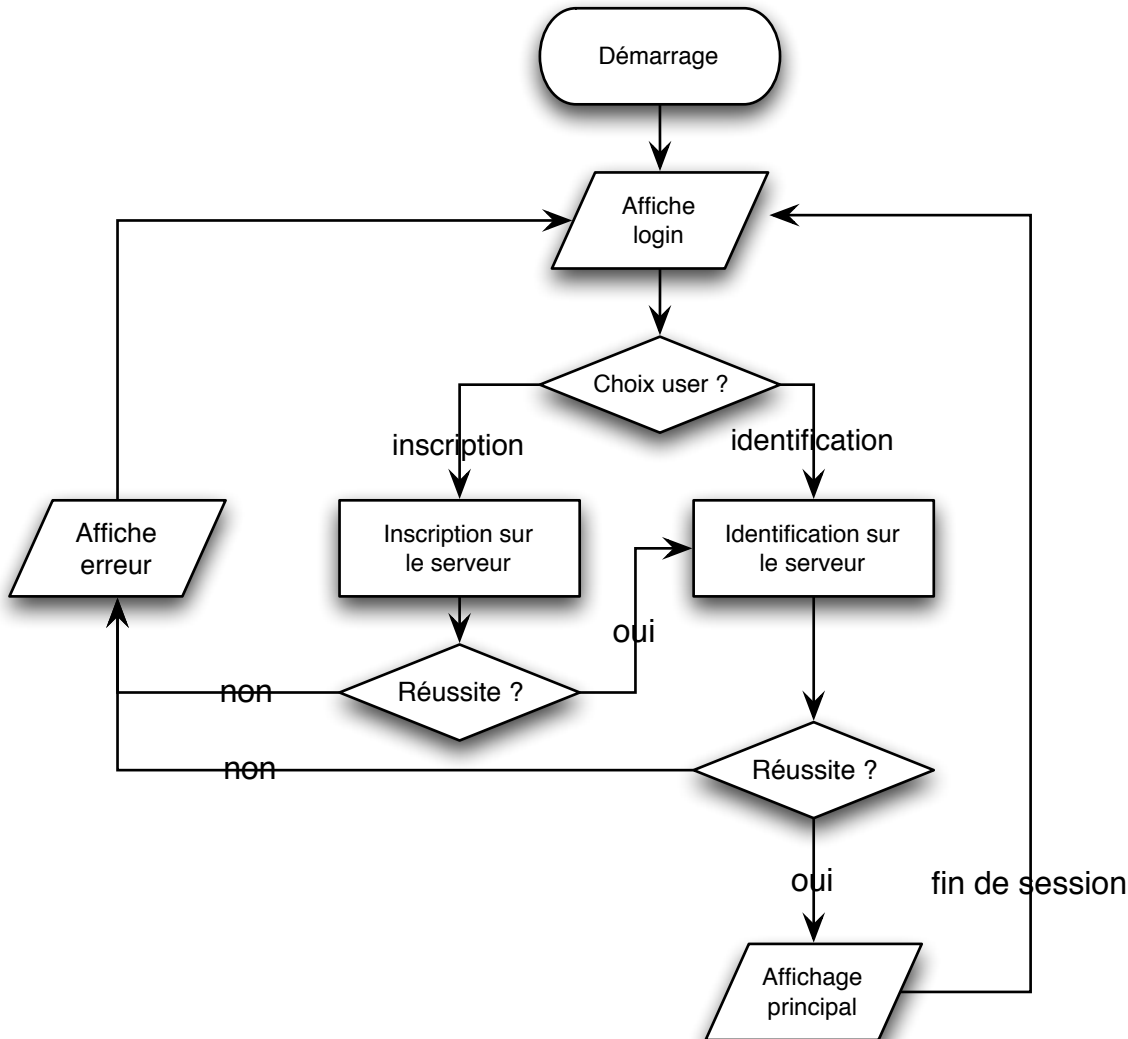 Démarrage
Affiche
login
Choix user ?
inscription
identification
Affiche
erreur
Inscription sur
le serveur
Identification sur
le serveur
oui
non
Réussite ?
non
Réussite ?
oui
fin de session
Affichage
principal